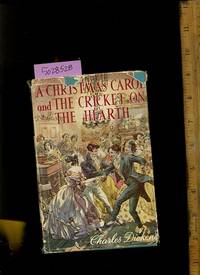 5028528
A CHRISTMAS CAROL
and THE CRICKET ON
THE HEARTH
Charles Dickens